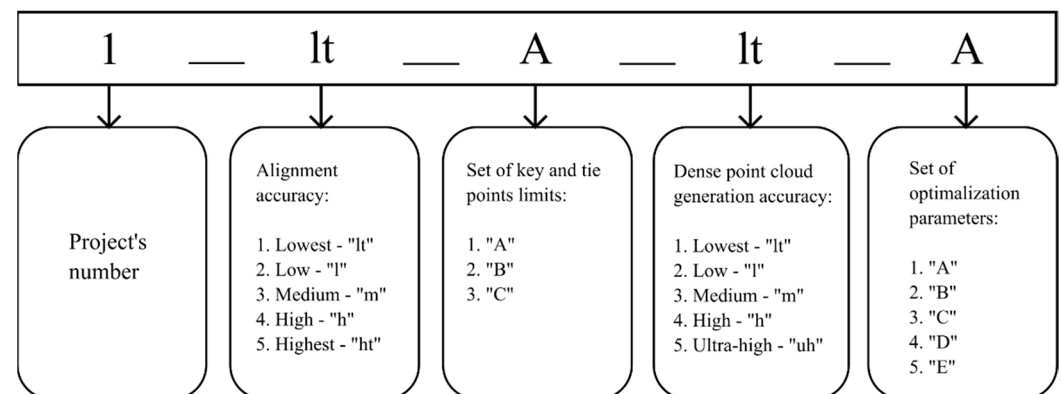 1 __ lt __ A __ lt __ A
Project's
number
Alignment
accuracy:
1. Lowest - "lt"
2. Low - "l"
3. Medium - "m"
4. High - "h"
5. Highest - "ht"
Set of key and tie
points limits:
1. "A"
2. "B"
3. "C"
Dense point cloud
generation accuracy:
1. Lowest - "lt"
2. Low - "l"
3. Medium - "m"
4. High - "h"
5. Ultra-high - "uh"
Set of
optimalization
parameters:
1. "A"
2. "B"
3. "C"
4. "D"
5. "E"